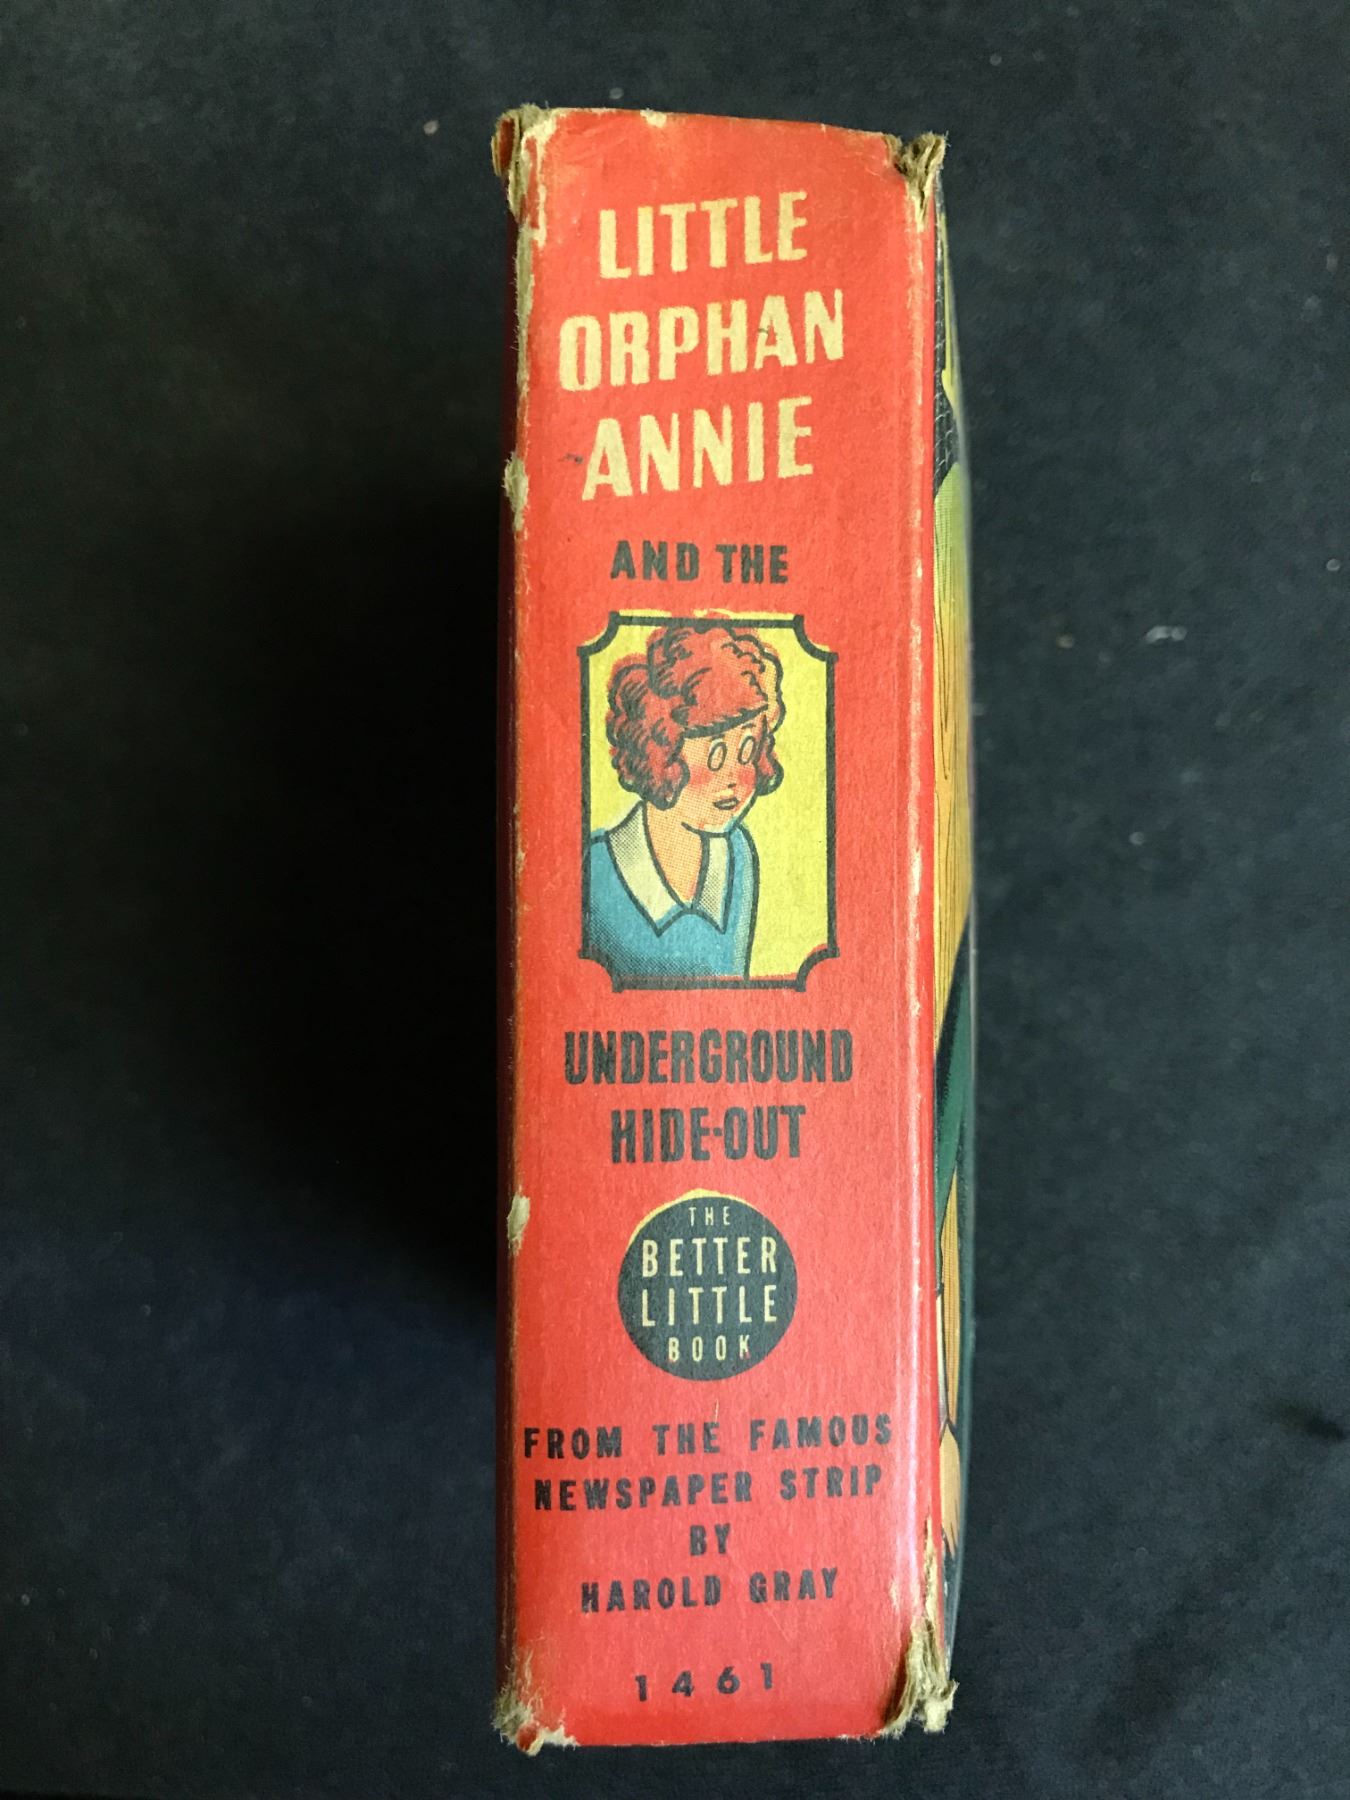 LITTLE
ORPHAN
ANNIE
AND THE
UNDERGROUND
HIDE-OUT
THE
BETTER
LITTLE
BOOK
FROM THE FAMOUS
NEWSPAPER STRIP
BY
HAROLD GRAY
1461